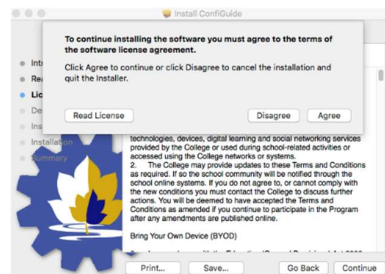 Install ConfiGuide
To continue installing the software you must agree to the terms of
the software license agreement.
Click Agree to continue or click Disagree to cancel the installation and
quit the Installer.
Read License
Disagree
Agree
Int
Rea
Lic
De
Ins
Installation
Summary
technologies, devices, digital learning and social networking services
provided by the College or used during school-related activities or
accessed using the College networks or systems.
2. The College may provide updates to these Terms and Conditions
as required. If so the school community will be notified through the
school online systems. If you do not agree to, or cannot comply with
the new conditions you must contact the College to discuss further
actions. You will be deemed to have accepted the Terms and
Conditions as amended if you continue to participate in the Program
after any amendments are published online.
Bring Your Own Device (BYOD)
Print...
Save...
Go Back
Continue